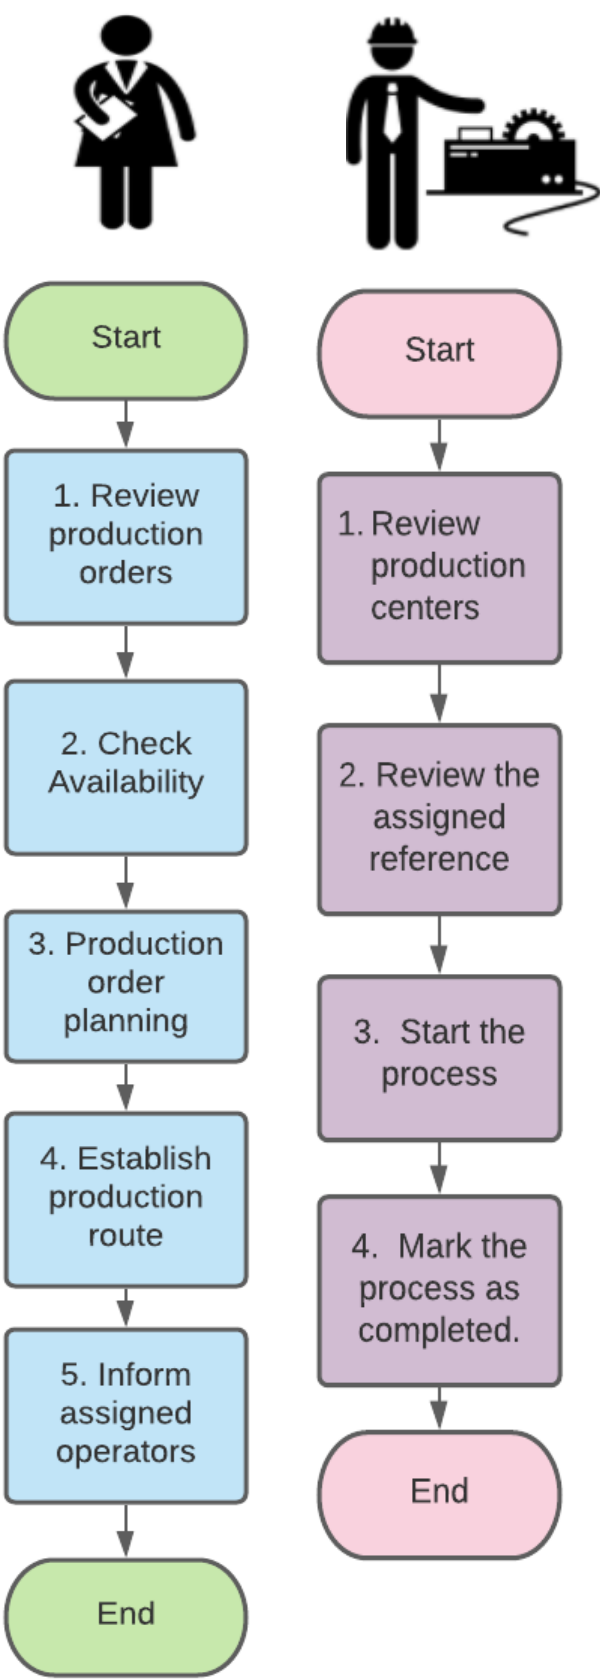 Start
1. Review
production
orders
2. Check
Availability
3. Production
order
planning
4. Establish
production
route
5. Inform
assigned
operators
End
Start
1. Review
production
centers
2. Review the
assigned
reference
3. Start the
process
4. Mark the
process as
completed.
End